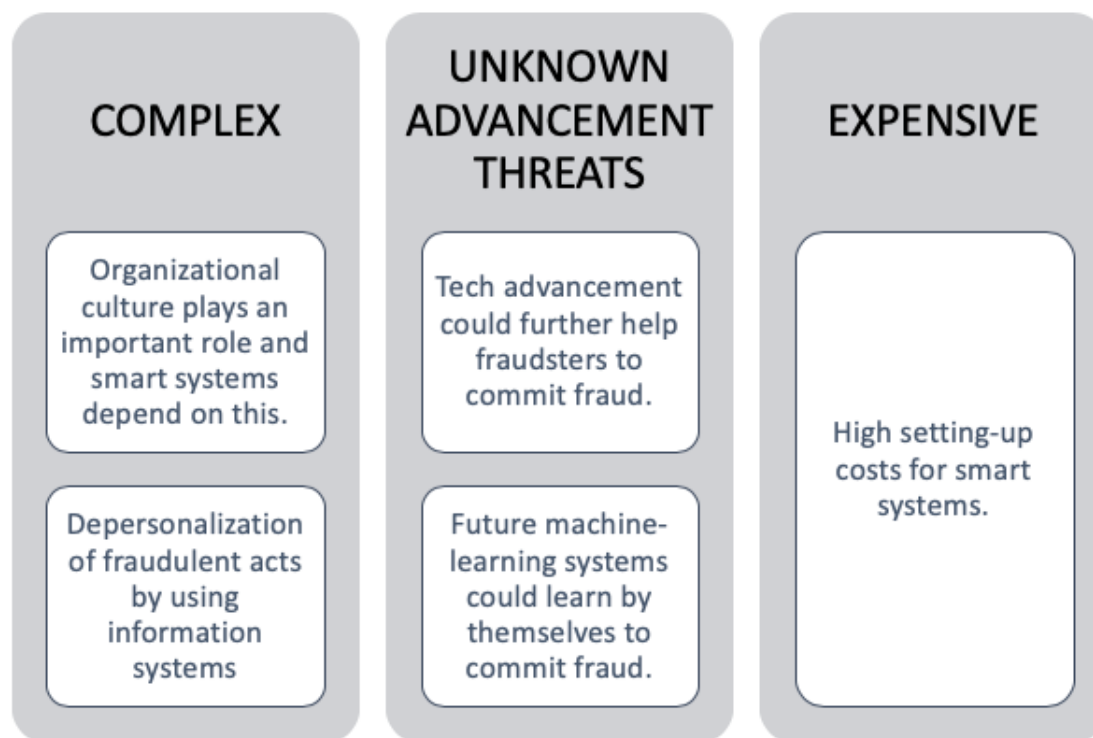 COMPLEX
Organizational
culture plays an
important role and
smart systems
depend on this.
Depersonalization
of fraudulent acts
by using
information
systems
UNKNOWN
ADVANCEMENT
THREATS
Tech advancement
could further help
fraudsters to
commit fraud.
Future machine-
learning systems
could learn by
themselves to
commit fraud.
EXPENSIVE
High setting-up
costs for smart
systems.